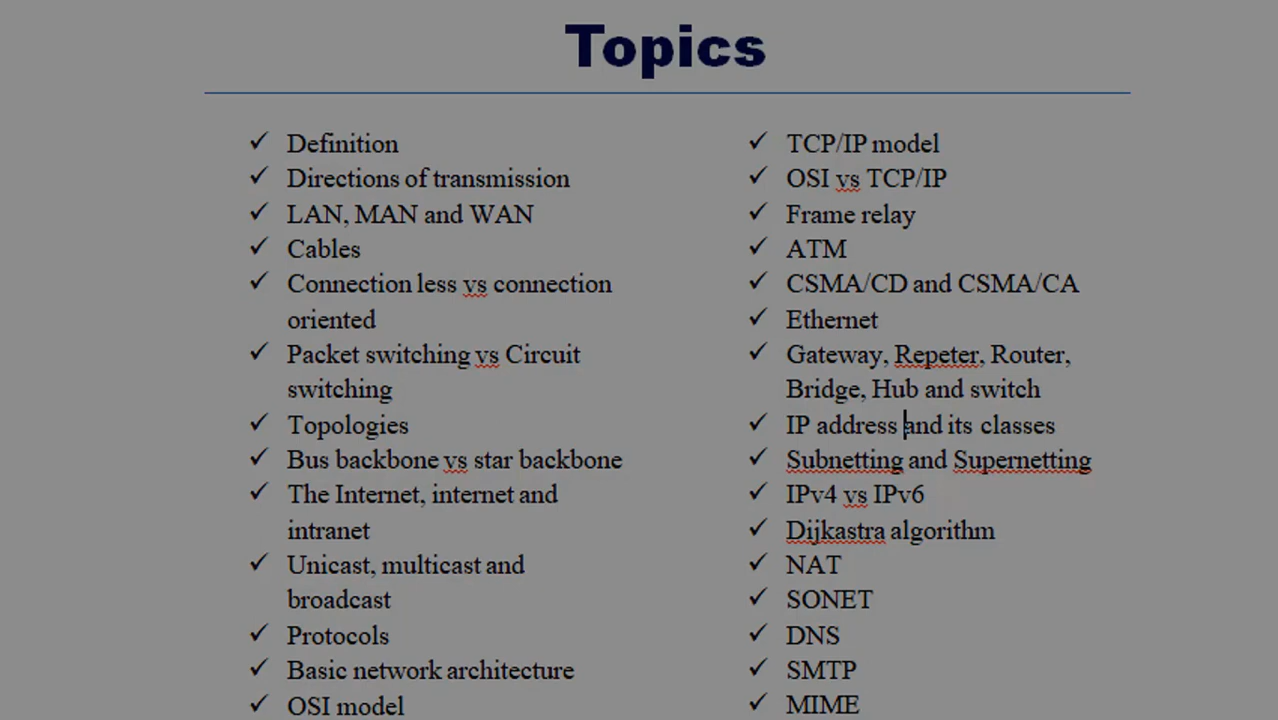 Topics
✓ Definition
✓ Directions of transmission
✓ LAN, MAN and WAN
✓ Cables
✓ Connection less vs connection
oriented
✓ Packet switching vs Circuit
switching
✓ Topologies
✓ Bus backbone vs star backbone
✓ The Internet, internet and
intranet
✓ Unicast, multicast and
broadcast
✓ Protocols
✓ Basic network architecture
✓ OSI model
✓ TCP/IP model
✓ OSI vs TCP/IP
✓ Frame relay
✓ ATM
✓ CSMA/CD and CSMA/CA
✓ Ethernet
✓ Gateway, Repeter, Router,
Bridge, Hub and switch
✓ IP address and its classes
✓ Subnetting and Supernetting
✓ IPv4 vs IPv6
✓ Dijkastra algorithm
✓ NAT
✓ SONET
✓ DNS
✓ SMTP
✓ MIME